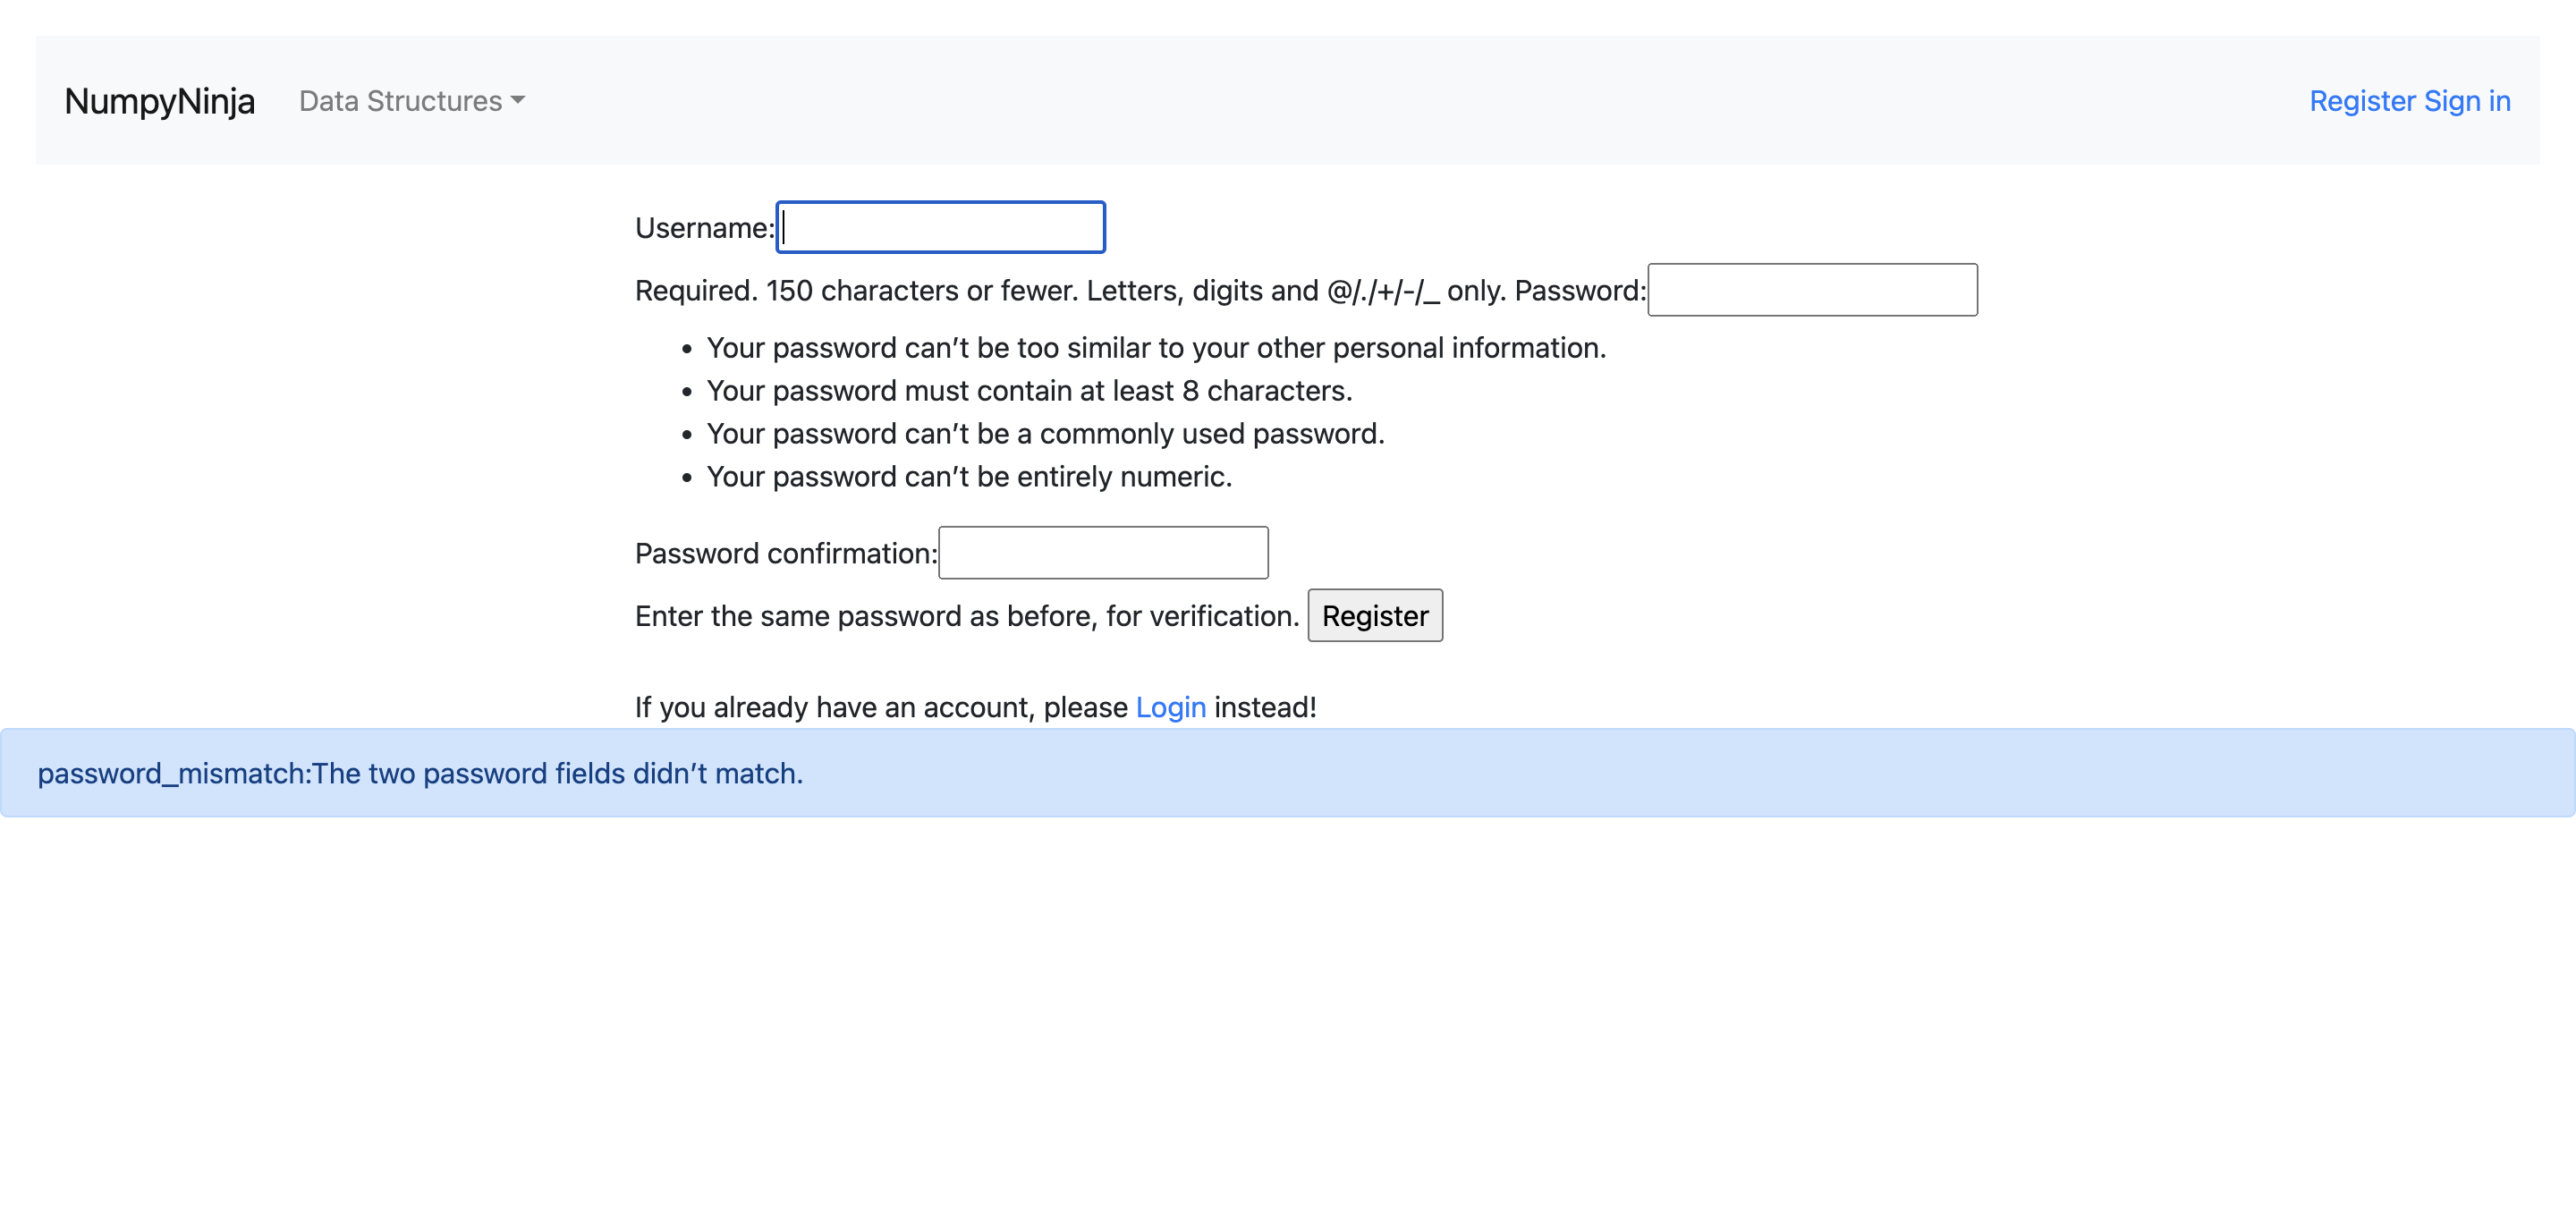 NumpyNinja Data Structures Register Sign in
Username:
Required. 150 characters or fewer. Letters, digits and @/./+/-/_ only. Password:
• Your password can’t be too similar to your other personal information.
• Your password must contain at least 8 characters.
• Your password can’t be a commonly used password.
• Your password can’t be entirely numeric.
Password confirmation:
Enter the same password as before, for verification. Register
If you already have an account, please Login instead!
password_mismatch:The two password fields didn’t match.